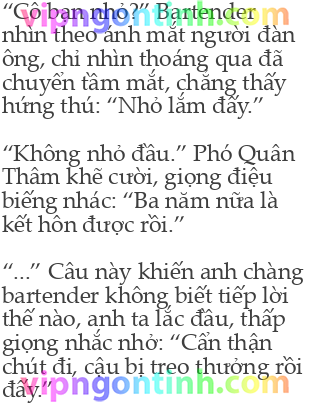 “Cô bạn nhỏ?” Bartender
nhìn theo ánh mắt người đàn
ông, chỉ nhìn thoáng qua đã
chuyển tầm mắt, chẳng thấy
hứng thú: “Nhỏ lắm đấy.”
“Không nhỏ đâu.” Phó Quân
Thâm khẽ cười, giọng điệu
biếng nhác: “Ba năm nữa là
kết hôn được rồi.”
“...” Câu này khiến anh chàng
bartender không biết tiếp lời
thế nào, anh ta lắc đầu, thấp
giọng nhắc nhở: “Cẩn thận
chút đi, cậu bị treo thưởng rồi
đấy.”
vipngontinh.com
vipngontinh.com